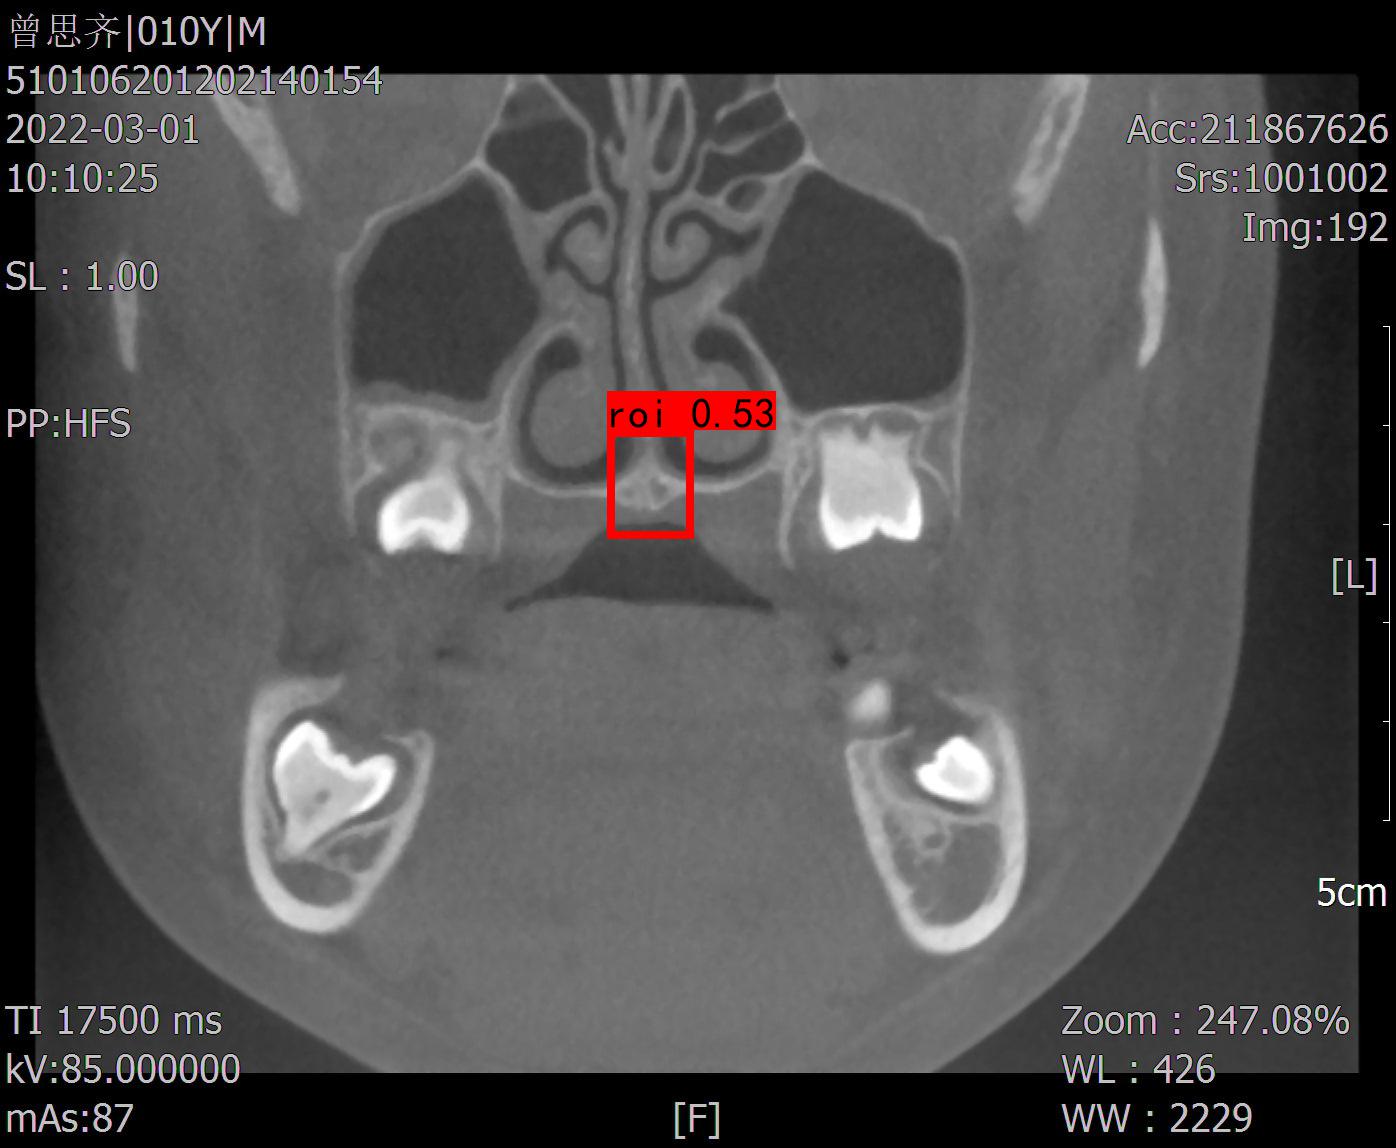 曾思齐|010Y|M
510106201202140154
2022-03-01
10:10:25
SL : 1.00
PP:HFS
Acc:211867626
Srs:1001002
Img:192
roi 0.53
[L]
5cm
TI 17500 ms
kV:85.000000
mAs:87
[F]
Zoom : 247.08%
WL : 426
WW : 2229